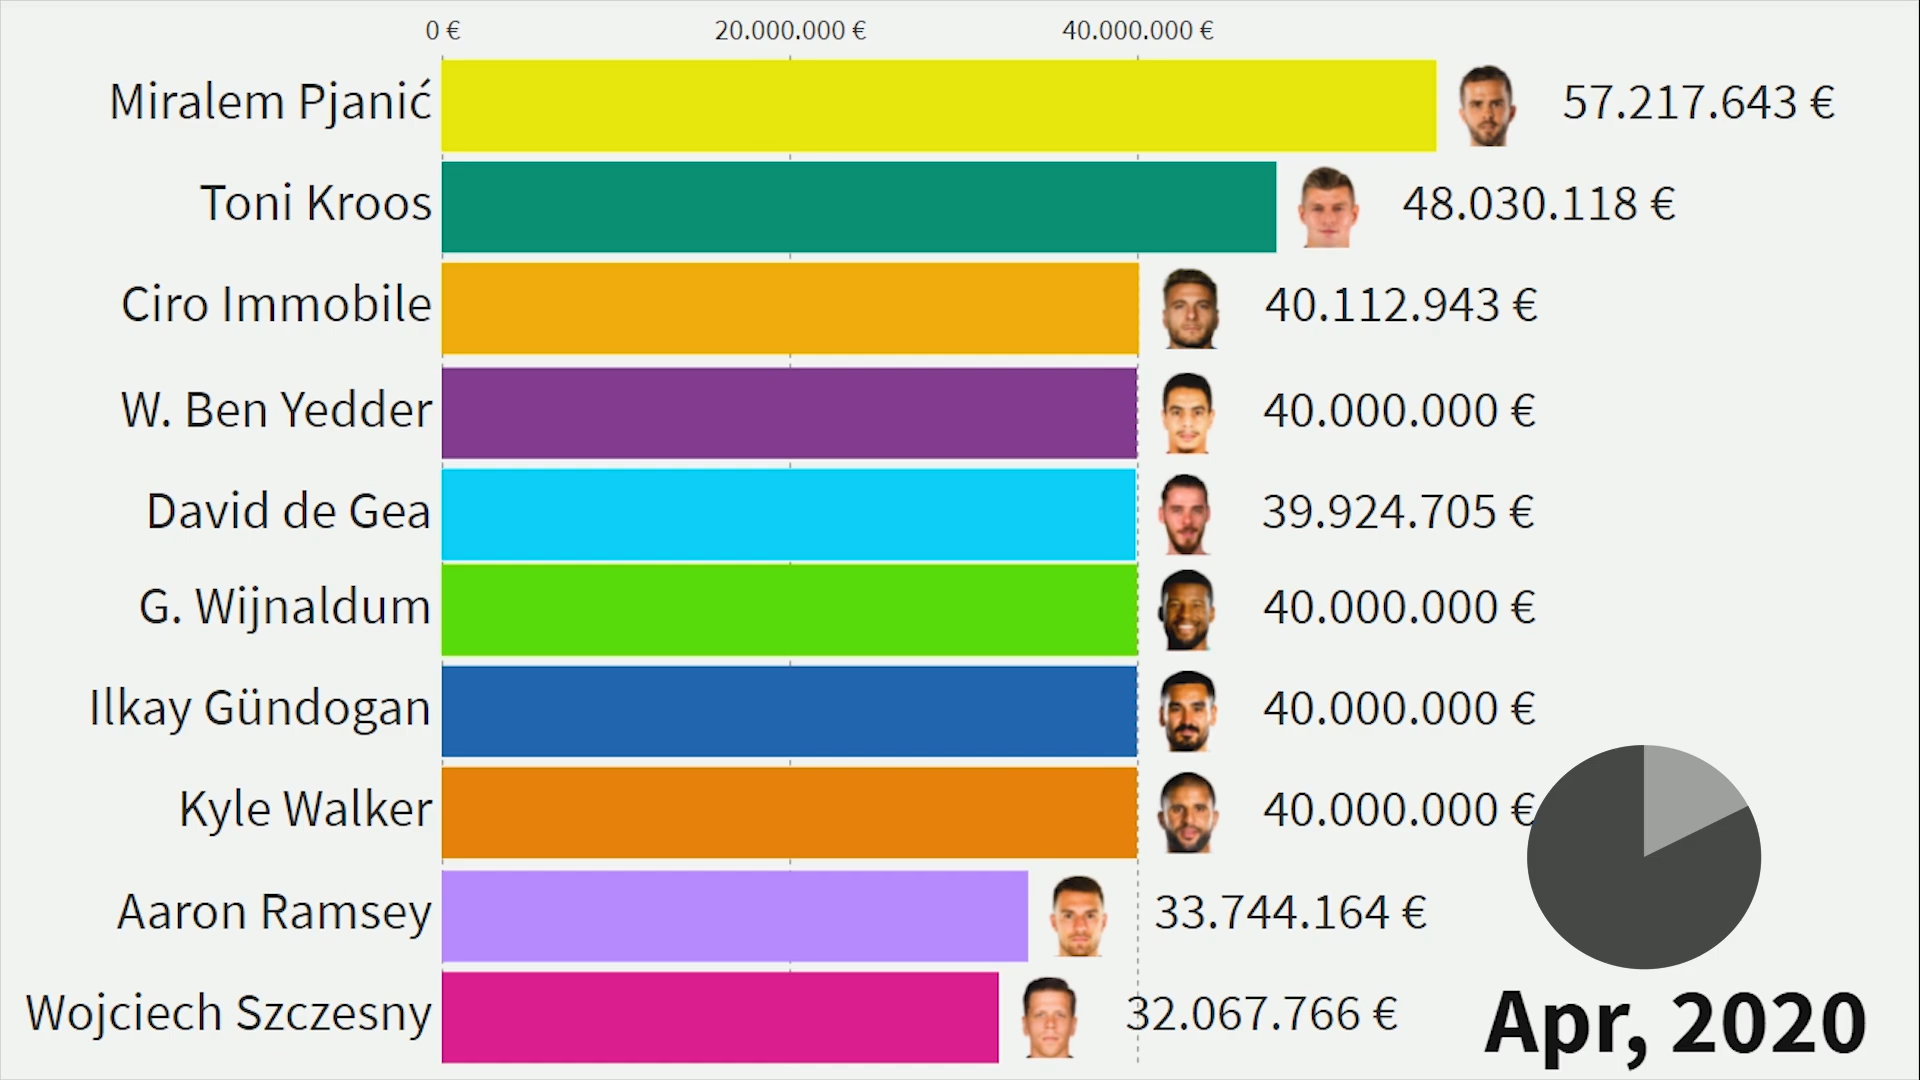 0 € 20.000.000 € 40.000.000 €
Miralem Pjanić 57.217.643 €
Toni Kroos 48.030.118 €
Ciro Immobile 40.112.943 €
W. Ben Yedder 40.000.000 €
David de Gea 39.924.705 €
G. Wijnaldum 40.000.000 €
Ilkay Gündogan 40.000.000 €
Kyle Walker 40.000.000 €
Aaron Ramsey 33.744.164 €
Wojciech Szczesny 32.067.766 €
Apr, 2020